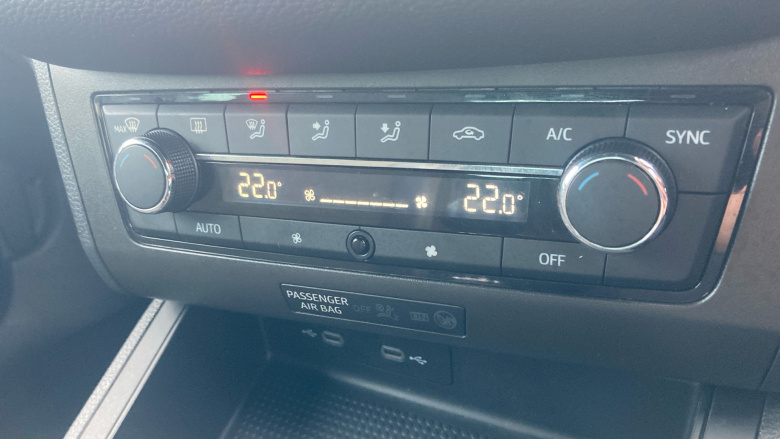 MAX
A/C
SYNC
22.0°
22.0°
AUTO
OFF
PASSENGER
AIR BAG
OFF